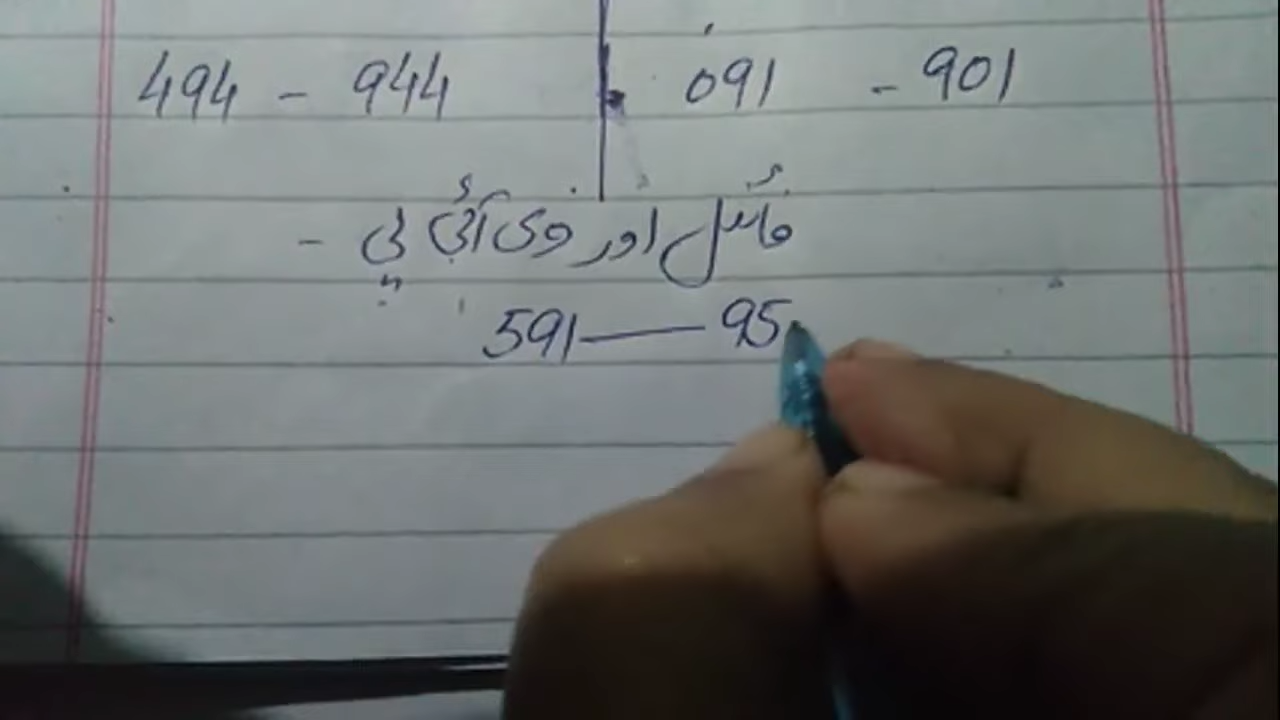 494 - 944
091 - 901
فائنل اور وی آئی پی -
591 — 95